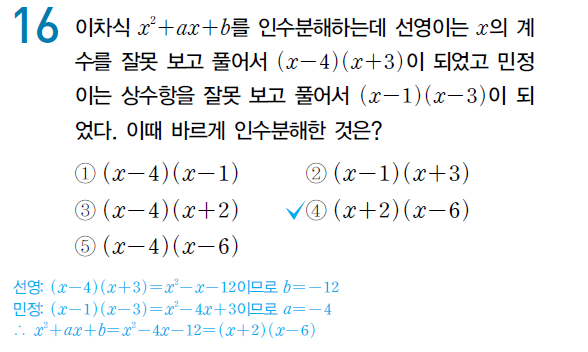 16 이차식 x²+ax+b를 인수분해하는데 선영이는 x의 계
수를 잘못 보고 풀어서 (x-4)(x+3)이 되었고 민정
이는 상수항을 잘못 보고 풀어서 (x-1)(x-3)이 되
었다. 이때 바르게 인수분해한 것은?
① (x-4)(x-1) ② (x-1)(x+3)
③ (x-4)(x+2) ✓④ (x+2)(x-6)
⑤ (x-4)(x-6)
선영: (x-4)(x+3)=x²-x-12이므로 b=-12
민정: (x-1)(x-3)=x²-4x+3이므로 a=-4
∴ x²+ax+b=x²-4x-12=(x+2)(x-6)